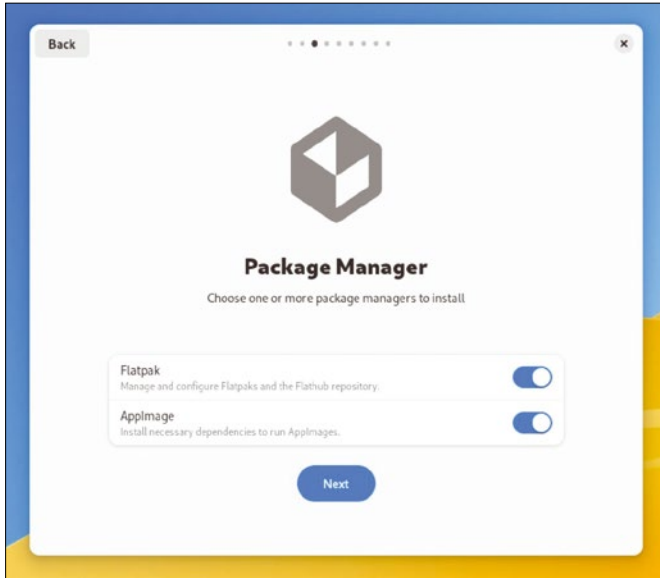 Back
Package Manager
Choose one or more package managers to install
Flatpak
Manage and configure Flatpaks and the Flathub repository.
AppImage
Install necessary dependencies to run AppImages.
Next